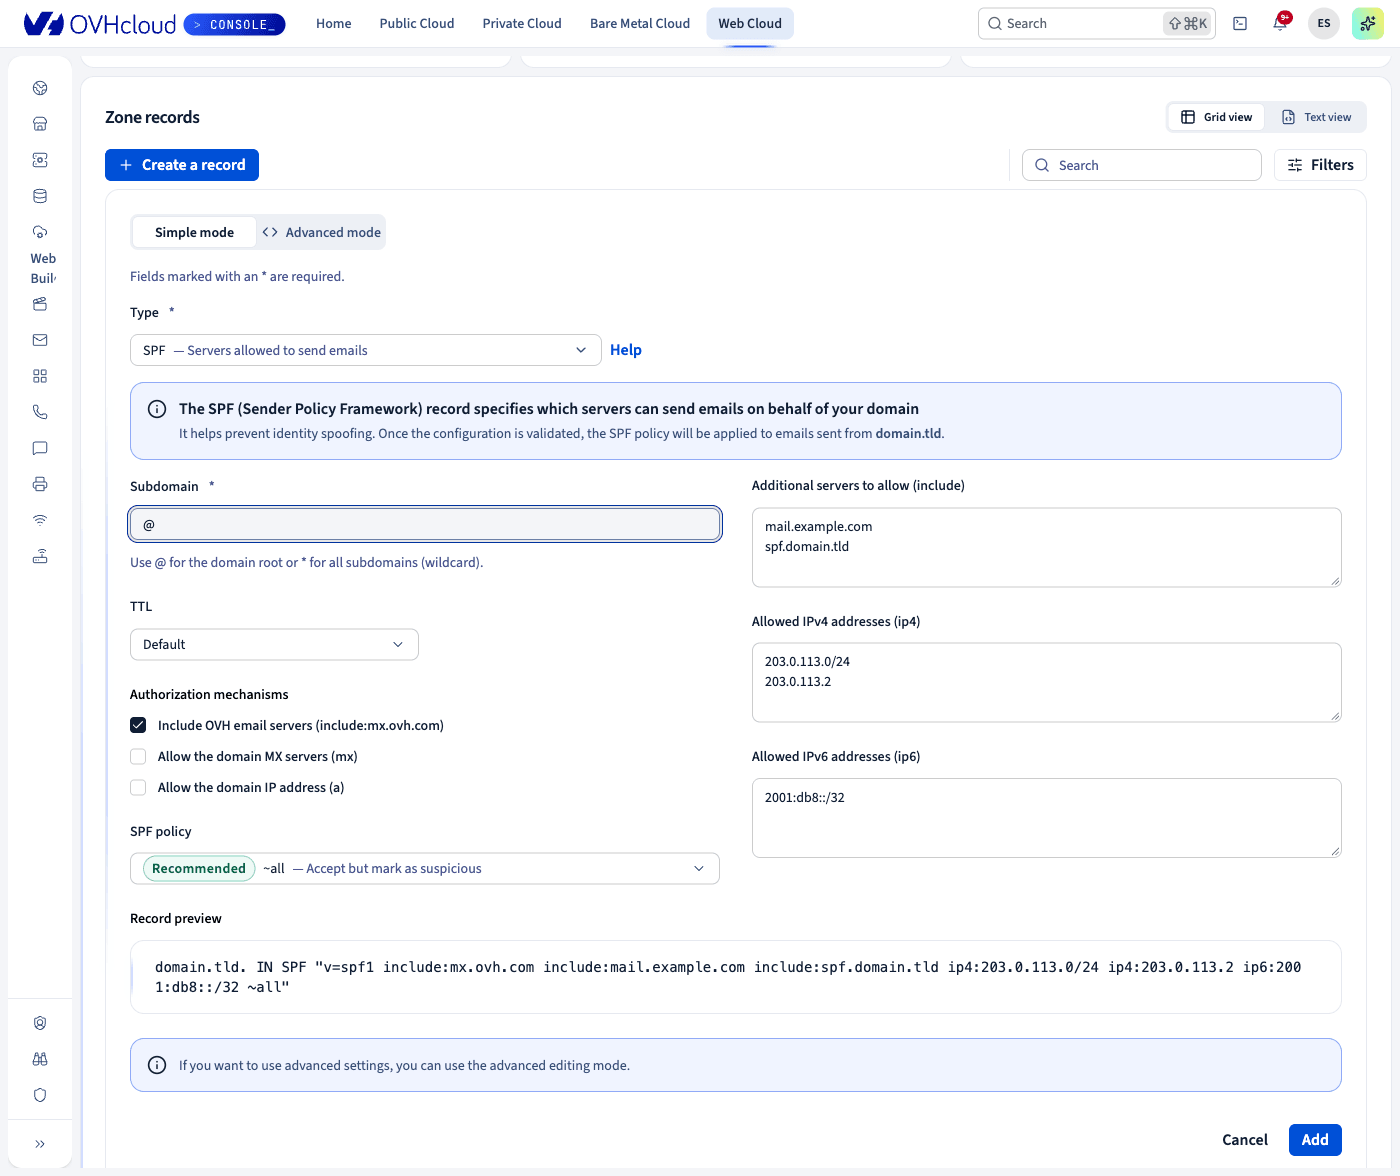 OVHcloud > CONSOLE_ Home Public Cloud Private Cloud Bare Metal Cloud Web Cloud Search ⇧⌘K 9+ ES
Web
Buil
Zone records
Grid view Text view
+ Create a record
Search
Filters
Simple mode <> Advanced mode
Fields marked with an * are required.
Type *
SPF — Servers allowed to send emails
Help
The SPF (Sender Policy Framework) record specifies which servers can send emails on behalf of your domain
It helps prevent identity spoofing. Once the configuration is validated, the SPF policy will be applied to emails sent from domain.tld.
Subdomain *
@
Use @ for the domain root or * for all subdomains (wildcard).
TTL
Default
Authorization mechanisms
Include OVH email servers (include:mx.ovh.com)
Allow the domain MX servers (mx)
Allow the domain IP address (a)
SPF policy
Recommended ~all — Accept but mark as suspicious
Additional servers to allow (include)
mail.example.com
spf.domain.tld
Allowed IPv4 addresses (ip4)
203.0.113.0/24
203.0.113.2
Allowed IPv6 addresses (ip6)
2001:db8::/32
Record preview
domain.tld. IN SPF "v=spf1 include:mx.ovh.com include:mail.example.com include:spf.domain.tld ip4:203.0.113.0/24 ip4:203.0.113.2 ip6:200
1:db8::/32 ~all"
If you want to use advanced settings, you can use the advanced editing mode.
Cancel Add